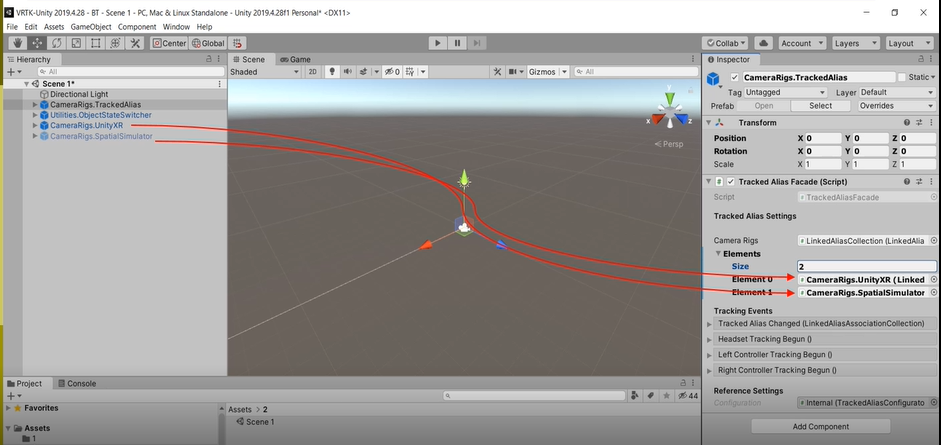 VRTK-Unity 2019.4.28 - BT - Scene 1 - PC, Mac & Linux Standalone - Unity 2019.4.28f1 Personal* <DX11>
File Edit Assets GameObject Component Window Help
Center Global Collab Account Layers Layout
Hierarchy
All
Scene 1*
Directional Light
CameraRigs.TrackedAlias
Utilities.ObjectStateSwitcher
CameraRigs.UnityXR
CameraRigs.SpatialSimulator
Scene Game
Shaded 2D 0 Gizmos All
y
x z
Persp
Inspector
CameraRigs.TrackedAlias Static
Tag Untagged Layer Default
Prefab Open Select Overrides
Transform
Position X 0 Y 0 Z 0
Rotation X 0 Y 0 Z 0
Scale X 1 Y 1 Z 1
Tracked Alias Facade (Script)
Script TrackedAliasFacade
Tracked Alias Settings
Camera Rigs LinkedAliasCollection (LinkedAlia
Elements
Size 2
Element 0 CameraRigs.UnityXR (Linked
Element 1 CameraRigs.SpatialSimulator
Tracking Events
Tracked Alias Changed (LinkedAliasAssociationCollection)
Headset Tracking Begun ()
Left Controller Tracking Begun ()
Right Controller Tracking Begun ()
Reference Settings
Configuration Internal (TrackedAliasConfigurato
Add Component
Project Console
44
Favorites
Assets
1
Assets > 2
Scene 1